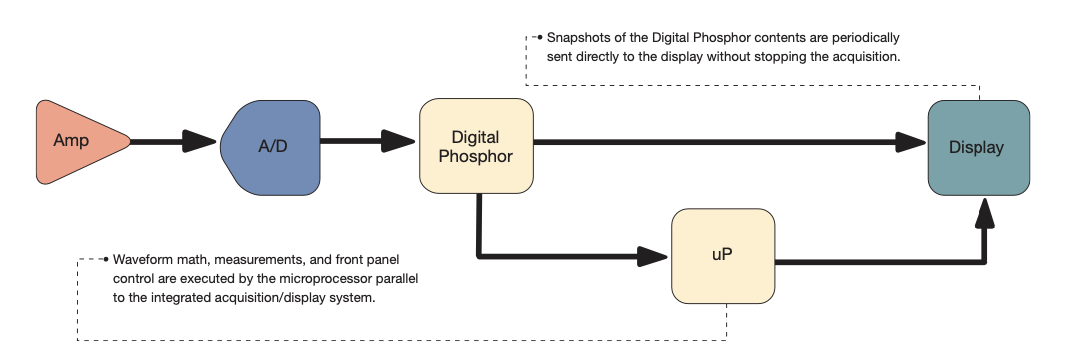 • Snapshots of the Digital Phosphor contents are periodically
sent directly to the display without stopping the acquisition.
Amp
A/D
Digital
Phosphor
Display
uP
• Waveform math, measurements, and front panel
control are executed by the microprocessor parallel
to the integrated acquisition/display system.